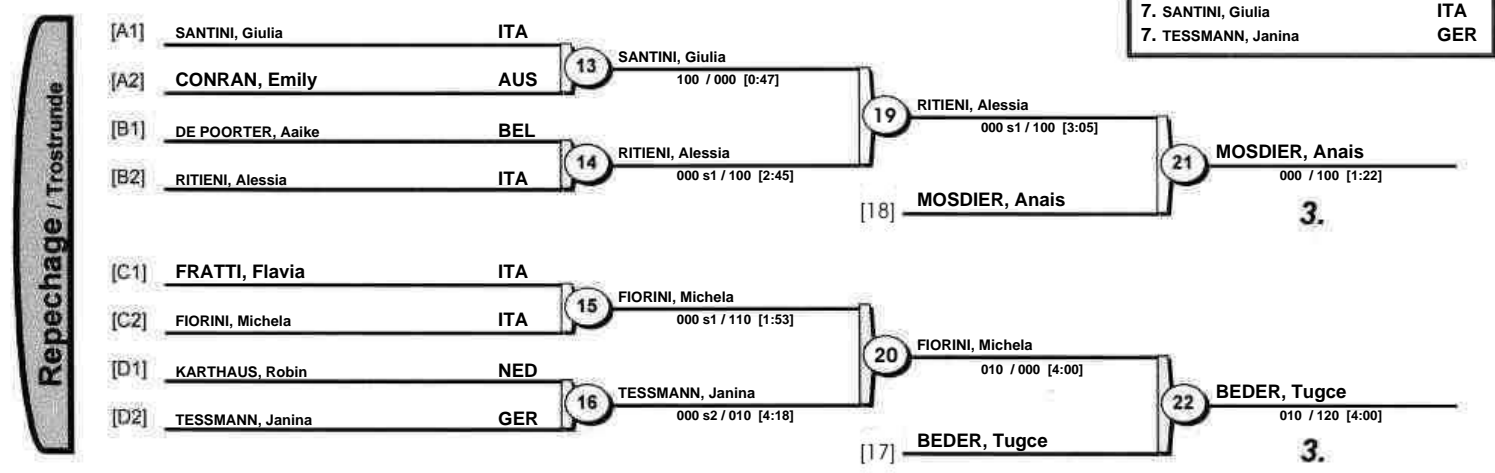 7. SANTINI, Giulia ITA
7. TESSMANN, Janina GER
Repechage / Trostrunde
[A1] SANTINI, Giulia ITA
[A2] CONRAN, Emily AUS
13 SANTINI, Giulia
100 / 000 [0:47]
[B1] DE POORTER, Aaike BEL
[B2] RITIENI, Alessia ITA
14 RITIENI, Alessia
000 s1 / 100 [2:45]
19 RITIENI, Alessia
000 s1 / 100 [3:05]
[18] MOSDIER, Anais
21 MOSDIER, Anais
000 / 100 [1:22]
3.
[C1] FRATTI, Flavia ITA
[C2] FIORINI, Michela ITA
15 FIORINI, Michela
000 s1 / 110 [1:53]
[D1] KARTHAUS, Robin NED
[D2] TESSMANN, Janina GER
16 TESSMANN, Janina
000 s2 / 010 [4:18]
20 FIORINI, Michela
010 / 000 [4:00]
[17] BEDER, Tugce
22 BEDER, Tugce
010 / 120 [4:00]
3.